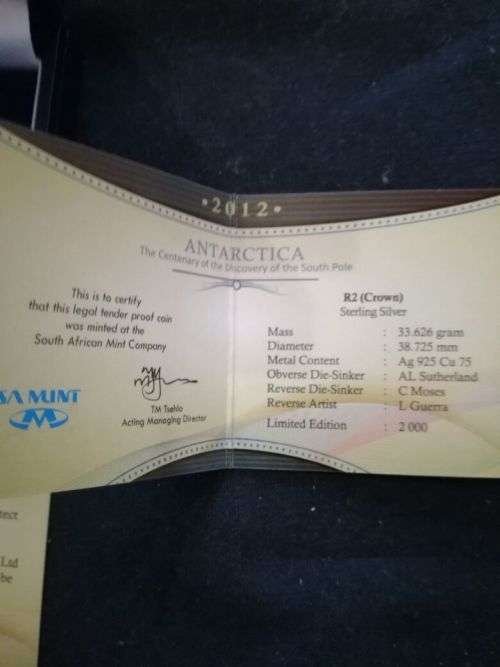 •2012•
ANTARCTICA
The Centenary of the Discovery of the South Pole
This is to certify
that this legal tender proof coin
was minted at the
South African Mint Company
SA MINT
TM Tsehlo
Acting Managing Director
R2 (Crown)
Sterling Silver
Mass : 33.626 gram
Diameter : 38.725 mm
Metal Content : Ag 925 Cu 75
Obverse Die-Sinker : AL Sutherland
Reverse Die-Sinker : C Moses
Reverse Artist : L Guerra
Limited Edition : 2 000
Ltd
be